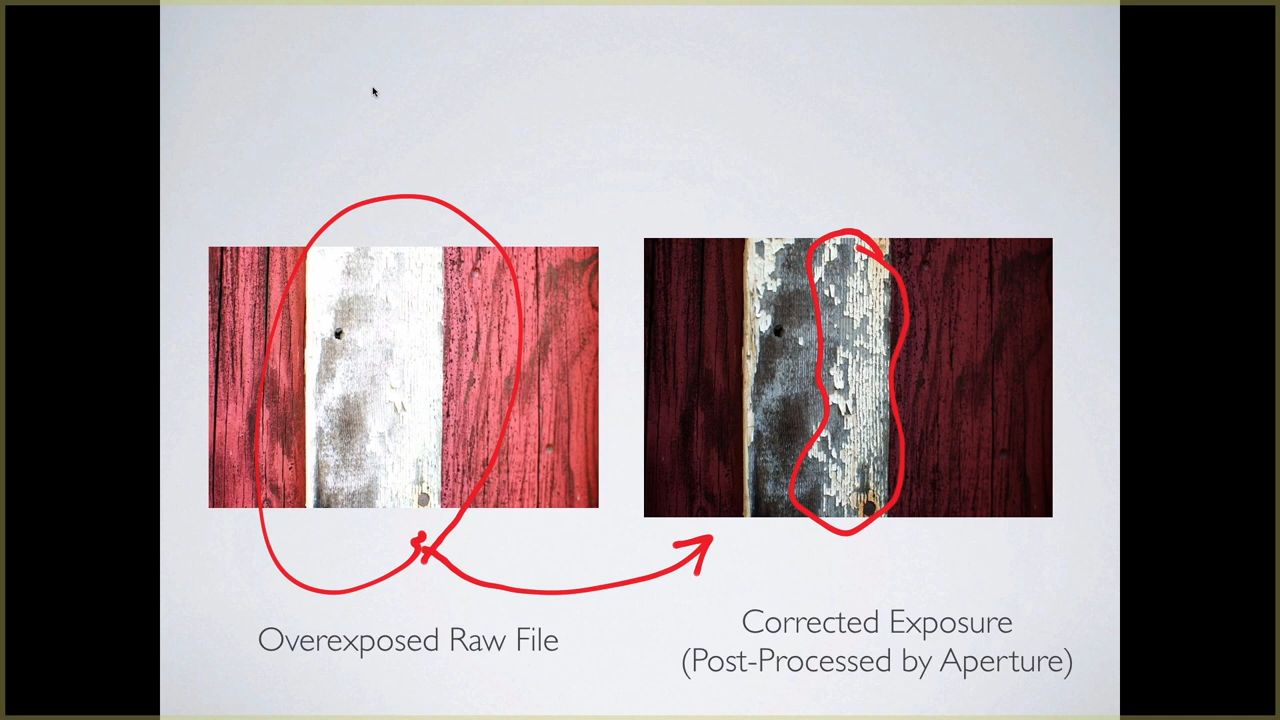 Overexposed Raw File
Corrected Exposure
(Post-Processed by Aperture)